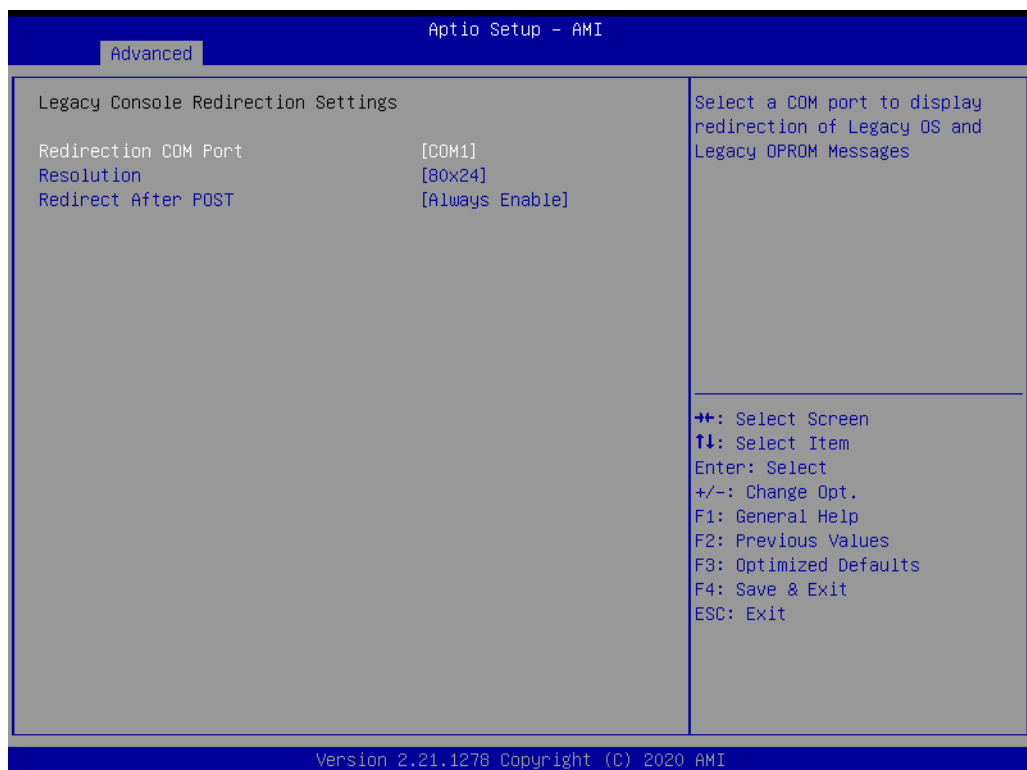 Aptio Setup – AMI
Advanced
Legacy Console Redirection Settings
Redirection COM Port [COM1]
Resolution [80x24]
Redirect After POST [Always Enable]
Select a COM port to display
redirection of Legacy OS and
Legacy OPROM Messages
→←: Select Screen
↑↓: Select Item
Enter: Select
+/-: Change Opt.
F1: General Help
F2: Previous Values
F3: Optimized Defaults
F4: Save & Exit
ESC: Exit
Version 2.21.1278 Copyright (C) 2020 AMI